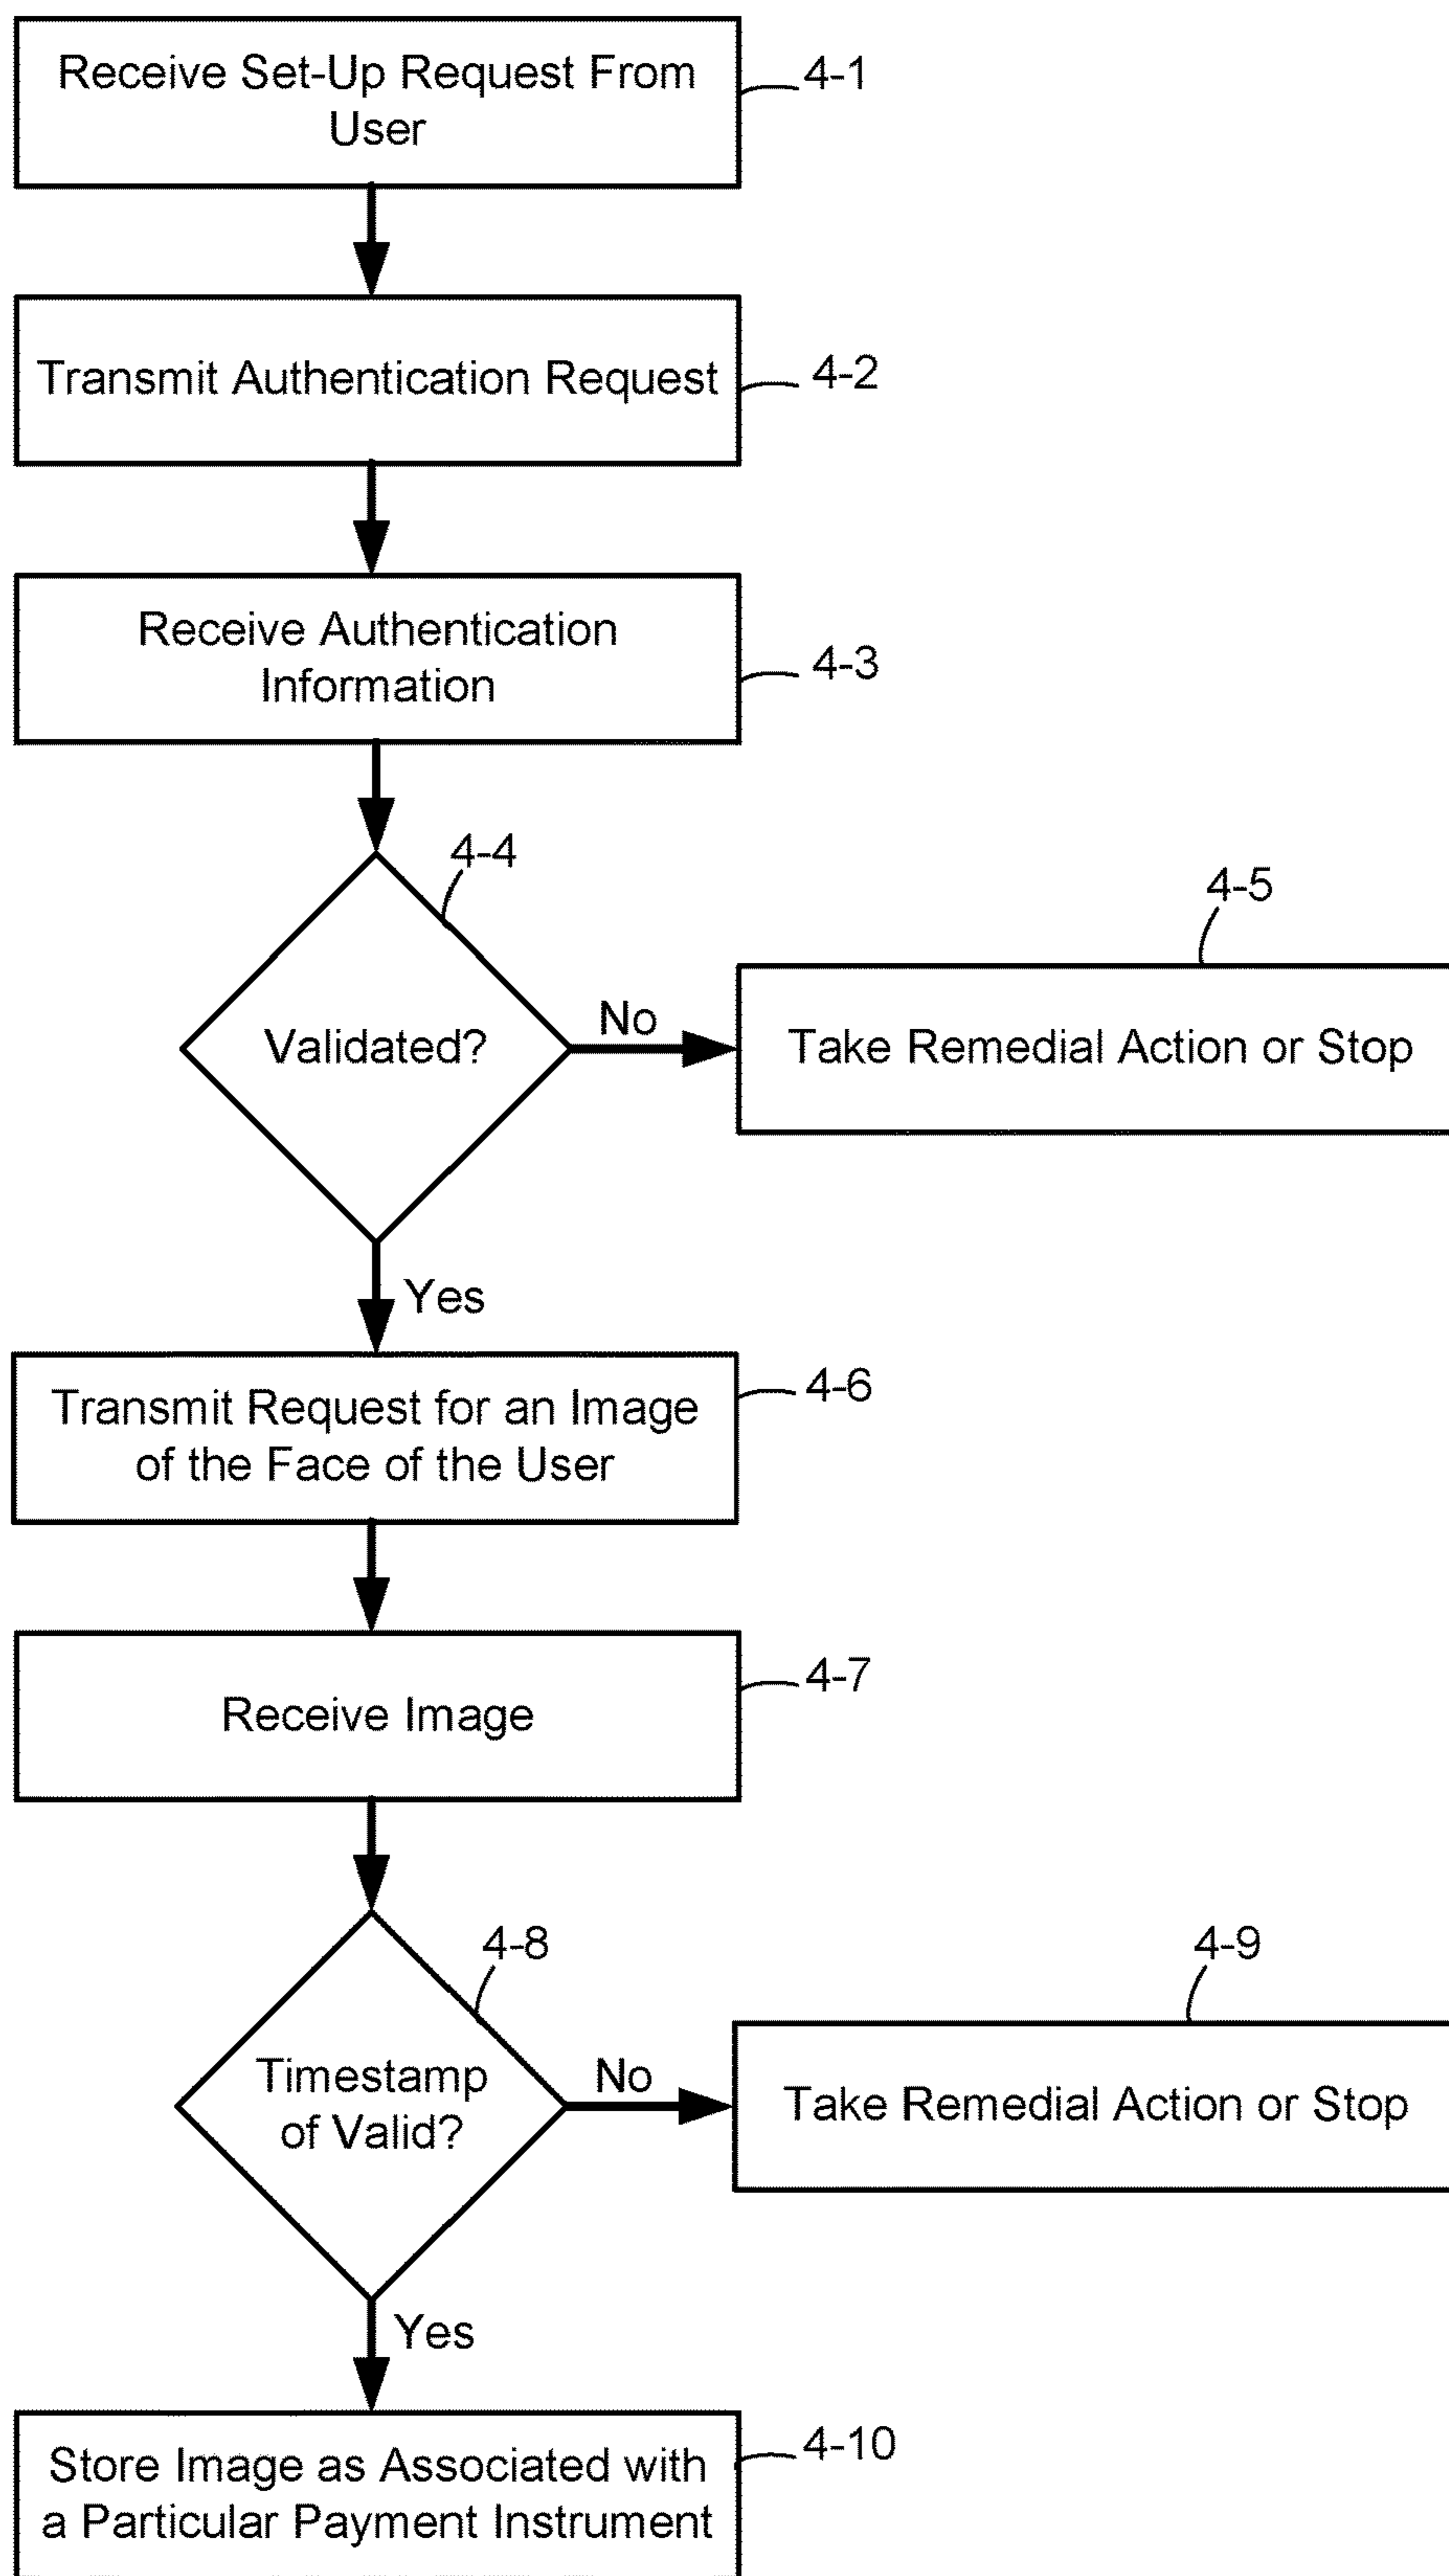 Receive Set-Up Request From
User
4-1
Transmit Authentication Request
4-2
Receive Authentication
Information
4-3
4-4
Validated?
No
4-5
Take Remedial Action or Stop
Yes
Transmit Request for an Image
of the Face of the User
4-6
Receive Image
4-7
4-8
Timestamp
of Valid?
No
4-9
Take Remedial Action or Stop
Yes
Store Image as Associated with
a Particular Payment Instrument
4-10